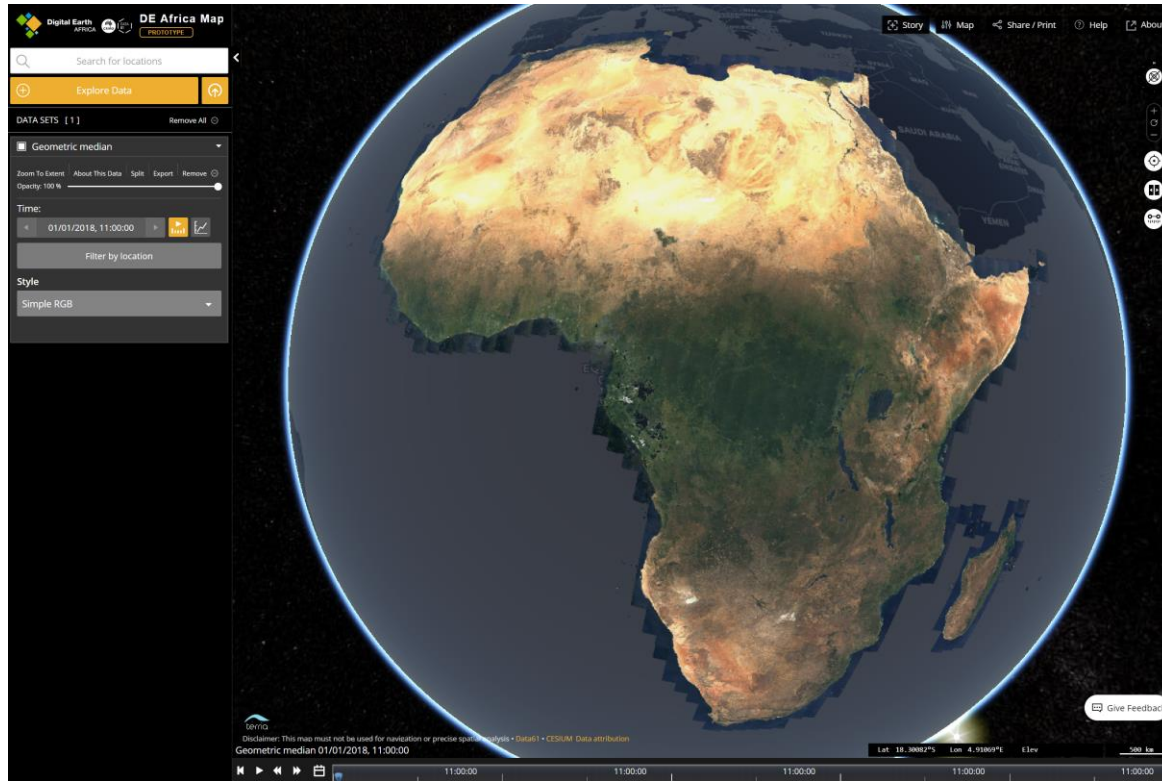 Digital Earth
AFRICA
DE Africa Map
PROTOTYPE
Search for locations
Explore Data
DATA SETS [ 1 ]
Remove All
Geometric median
Zoom To Extent
About This Data
Split
Export
Remove
Opacity: 100 %
Time:
01/01/2018, 11:00:00
Filter by location
Style
Simple RGB
Story
Map
Share / Print
Help
Abou
TURKEY
SAUDI ARABIA
YEMEN
Give Feedback
terria
Disclaimer: This map must not be used for navigation or precise spatial analysis • Data61 • CESIUM Data attribution
Geometric median 01/01/2018, 11:00:00
Lat 18.30082°S Lon 4.91069°E Elev
500 km
11:00:00
11:00:00
11:00:00
11:00:00
11:00:00